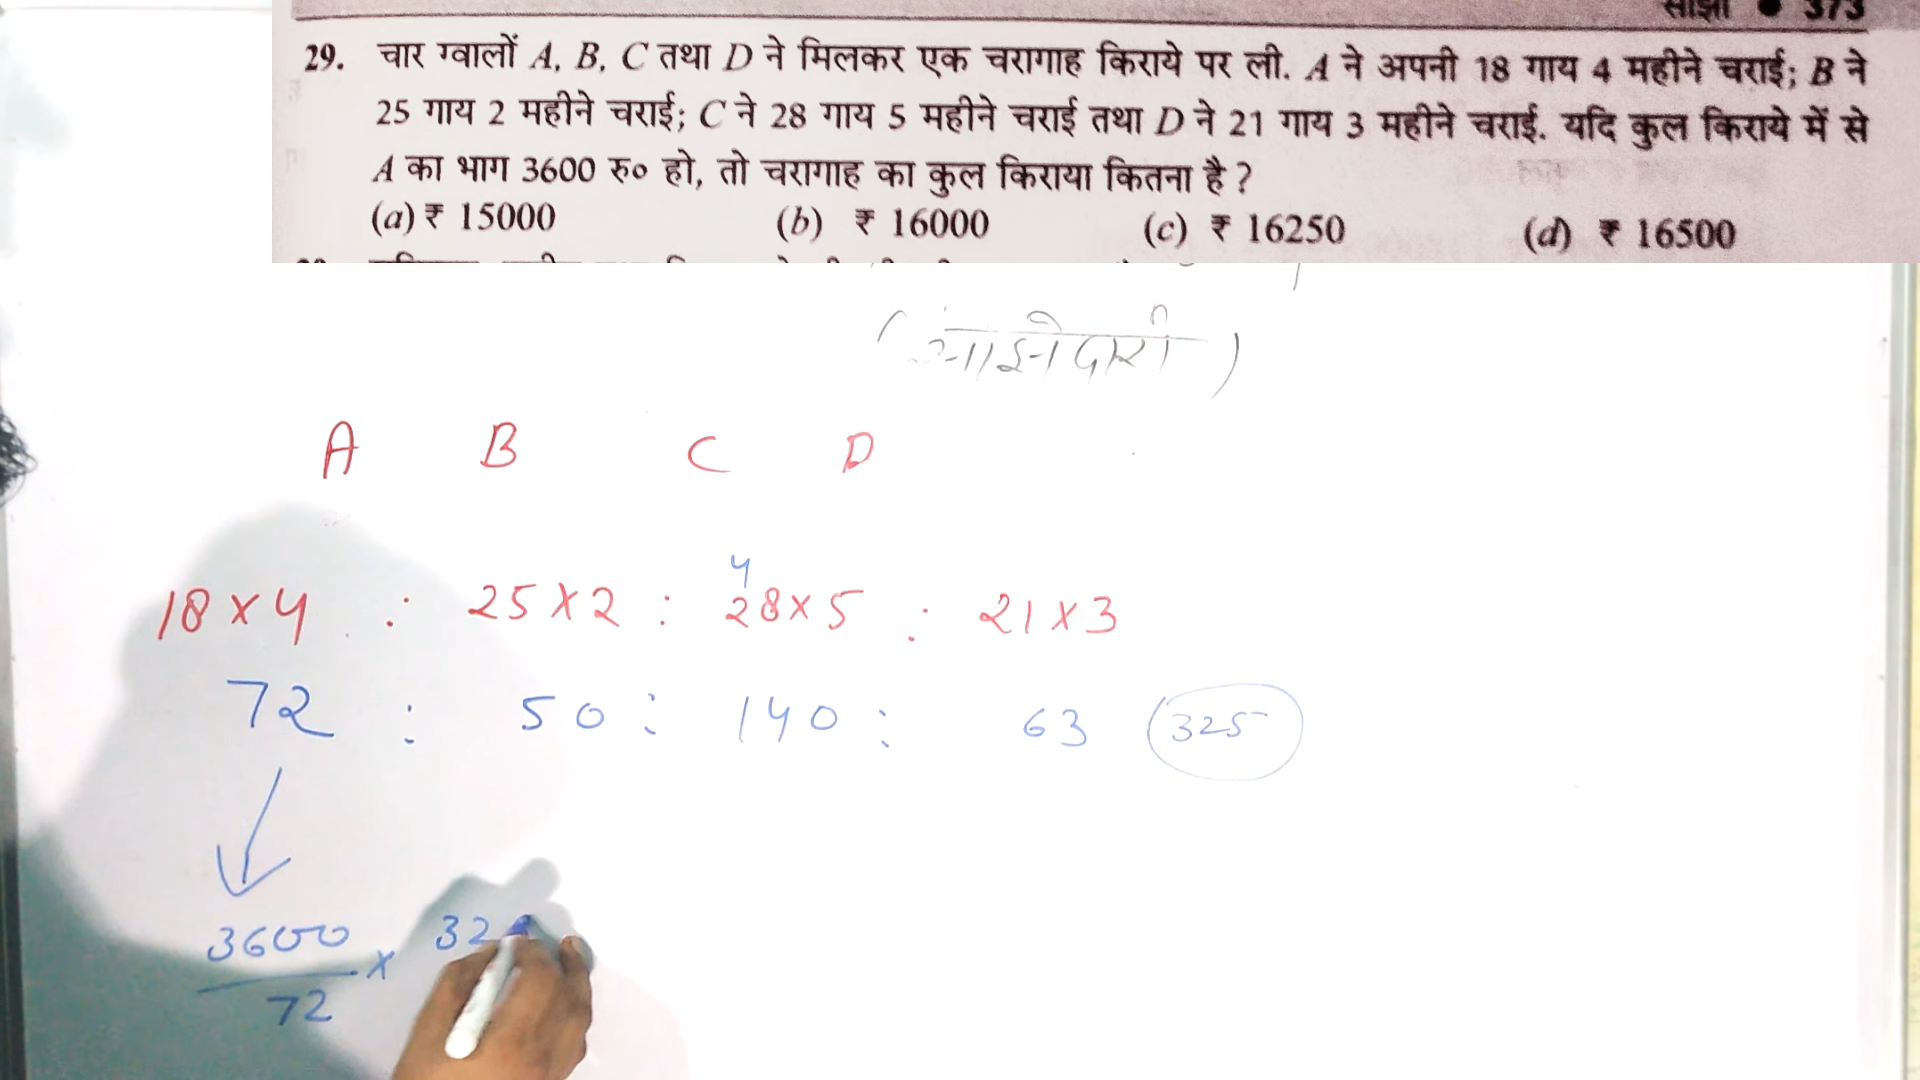 साझा ● 373
29. चार ग्वालों A, B, C तथा D ने मिलकर एक चरागाह किराये पर ली. A ने अपनी 18 गाय 4 महीने चराई; B ने
25 गाय 2 महीने चराई; C ने 28 गाय 5 महीने चराई तथा D ने 21 गाय 3 महीने चराई. यदि कुल किराये में से
A का भाग 3600 रु० हो, तो चरागाह का कुल किराया कितना है ?
(a) ₹ 15000 (b) ₹ 16000 (c) ₹ 16250 (d) ₹ 16500
(साझेदारी)
A B C D
4
18 × 4 : 25 × 2 : 28 × 5 : 21 × 3
72 : 50 : 140 : 63 325
3600 × 32
72